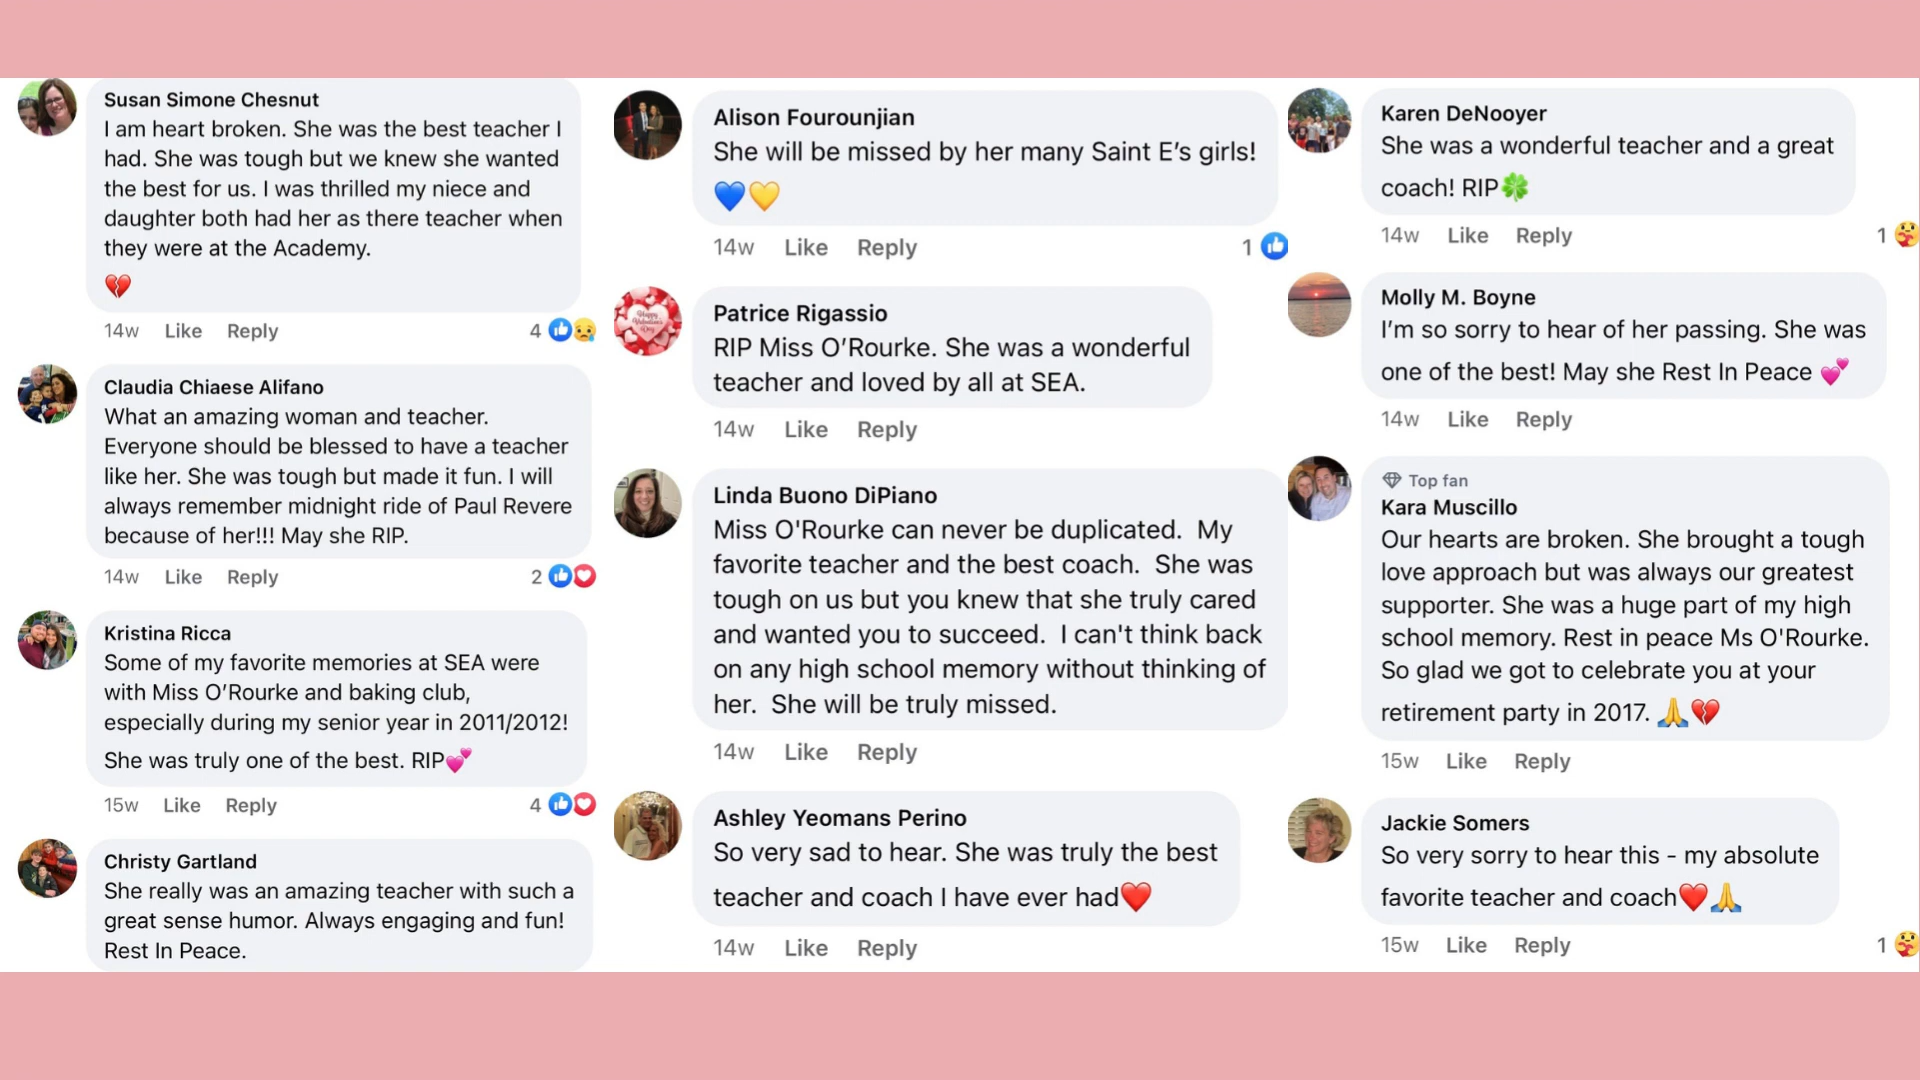 Susan Simone Chesnut
I am heart broken. She was the best teacher I
had. She was tough but we knew she wanted
the best for us. I was thrilled my niece and
daughter both had her as there teacher when
they were at the Academy.
💔
14w Like Reply 4
Claudia Chiaese Alifano
What an amazing woman and teacher.
Everyone should be blessed to have a teacher
like her. She was tough but made it fun. I will
always remember midnight ride of Paul Revere
because of her!!! May she RIP.
14w Like Reply 2
Kristina Ricca
Some of my favorite memories at SEA were
with Miss O’Rourke and baking club,
especially during my senior year in 2011/2012!
She was truly one of the best. RIP💕
15w Like Reply 4
Christy Gartland
She really was an amazing teacher with such a
great sense humor. Always engaging and fun!
Rest In Peace.
Alison Fourounjian
She will be missed by her many Saint E’s girls!
💙💛
14w Like Reply 1
Happy
Valentine's
Day
Patrice Rigassio
RIP Miss O’Rourke. She was a wonderful
teacher and loved by all at SEA.
14w Like Reply
Linda Buono DiPiano
Miss O'Rourke can never be duplicated. My
favorite teacher and the best coach. She was
tough on us but you knew that she truly cared
and wanted you to succeed. I can't think back
on any high school memory without thinking of
her. She will be truly missed.
14w Like Reply
Ashley Yeomans Perino
So very sad to hear. She was truly the best
teacher and coach I have ever had❤️
14w Like Reply
Karen DeNooyer
She was a wonderful teacher and a great
coach! RIP🍀
14w Like Reply 1
Molly M. Boyne
I’m so sorry to hear of her passing. She was
one of the best! May she Rest In Peace 💕
14w Like Reply
Top fan
Kara Muscillo
Our hearts are broken. She brought a tough
love approach but was always our greatest
supporter. She was a huge part of my high
school memory. Rest in peace Ms O'Rourke.
So glad we got to celebrate you at your
retirement party in 2017. 🙏💔
15w Like Reply
Jackie Somers
So very sorry to hear this - my absolute
favorite teacher and coach❤️🙏
15w Like Reply 1